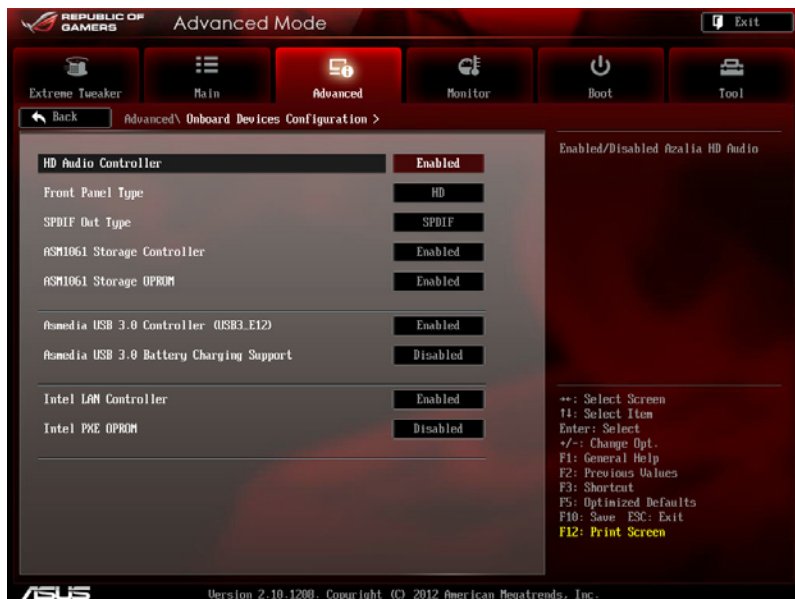 REPUBLIC OF
GAMERS
Advanced Mode
Exit
Extreme Tweaker
Main
Advanced
Monitor
Boot
Tool
Back
Advanced\ Onboard Devices Configuration >
HD Audio Controller Enabled
Front Panel Type HD
SPDIF Out Type SPDIF
ASM1061 Storage Controller Enabled
ASM1061 Storage OPROM Enabled
Asmedia USB 3.0 Controller (USB3_E12) Enabled
Asmedia USB 3.0 Battery Charging Support Disabled
Intel LAN Controller Enabled
Intel PXE OPROM Disabled
Enabled/Disabled Azalia HD Audio
→←: Select Screen
↑↓: Select Item
Enter: Select
+/-: Change Opt.
F1: General Help
F2: Previous Values
F3: Shortcut
F5: Optimized Defaults
F10: Save ESC: Exit
F12: Print Screen
ASUS
Version 2.10.1208. Copyright (C) 2012 American Megatrends, Inc.